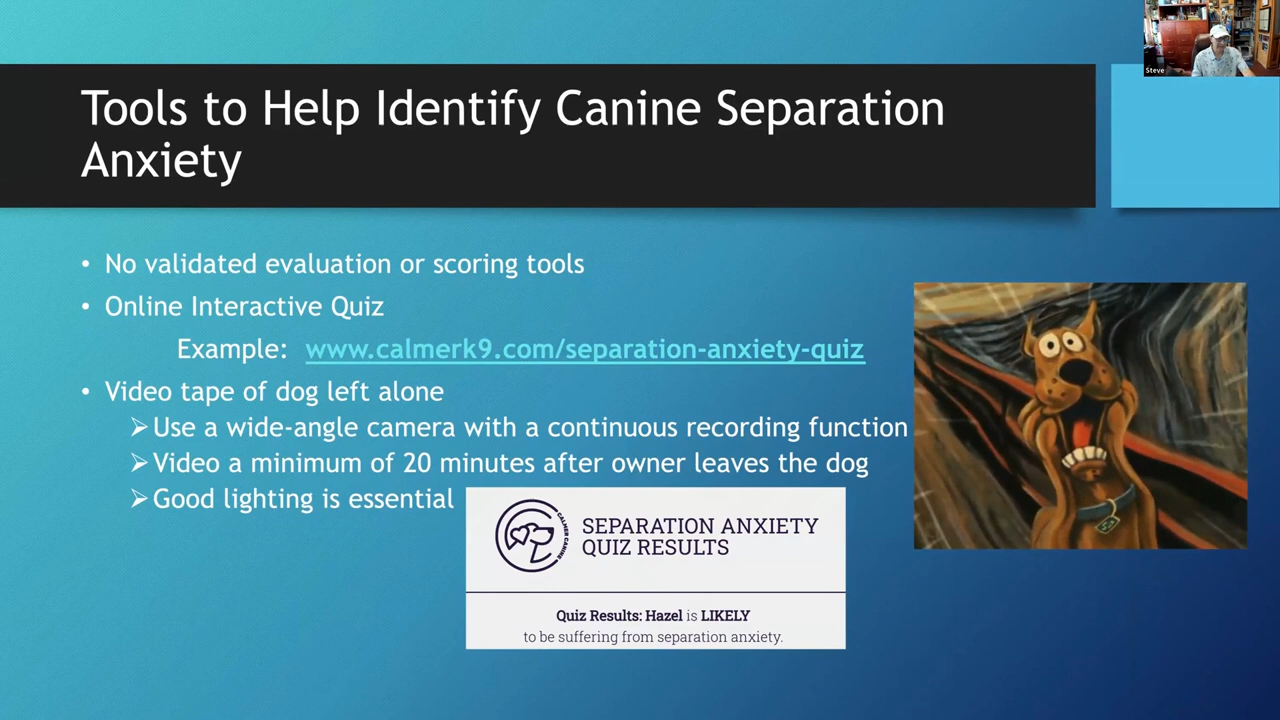 Steve
Tools to Help Identify Canine Separation
Anxiety
• No validated evaluation or scoring tools
• Online Interactive Quiz
Example: www.calmerk9.com/separation-anxiety-quiz
• Video tape of dog left alone
➢Use a wide-angle camera with a continuous recording function
➢Video a minimum of 20 minutes after owner leaves the dog
➢Good lighting is essential
CALMER CANINE
SEPARATION ANXIETY
QUIZ RESULTS
Quiz Results: Hazel is LIKELY
to be suffering from separation anxiety.